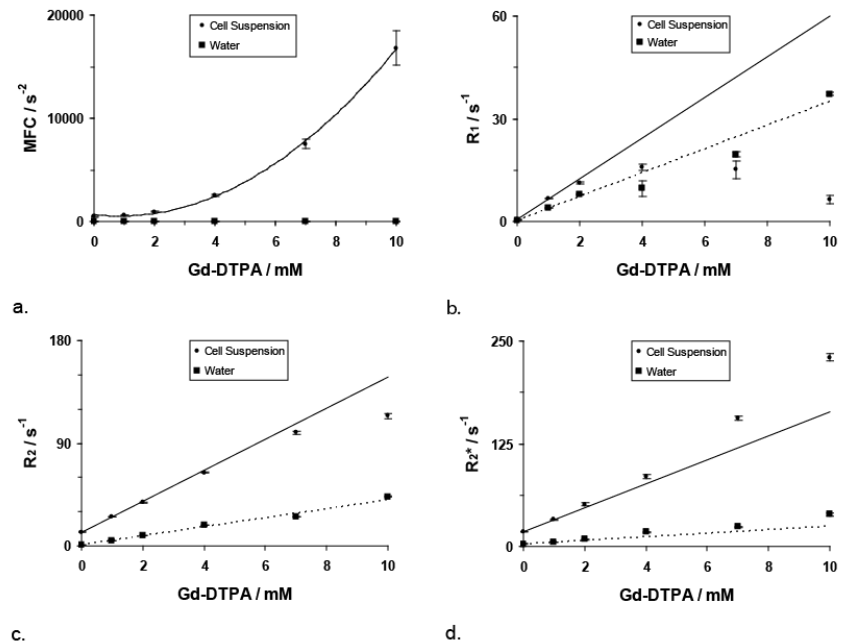 20000
Cell Suspension
Water
MFC / s-2
10000
0
0 2 4 6 8 10
Gd-DTPA / mM
a.
60
Cell Suspension
Water
R1 / s-1
30
0
0 2 4 6 8 10
Gd-DTPA / mM
b.
180
Cell Suspension
Water
R2 / s-1
90
0
0 2 4 6 8 10
Gd-DTPA / mM
c.
250
Cell Suspension
Water
R2* / s-1
125
0
0 2 4 6 8 10
Gd-DTPA / mM
d.